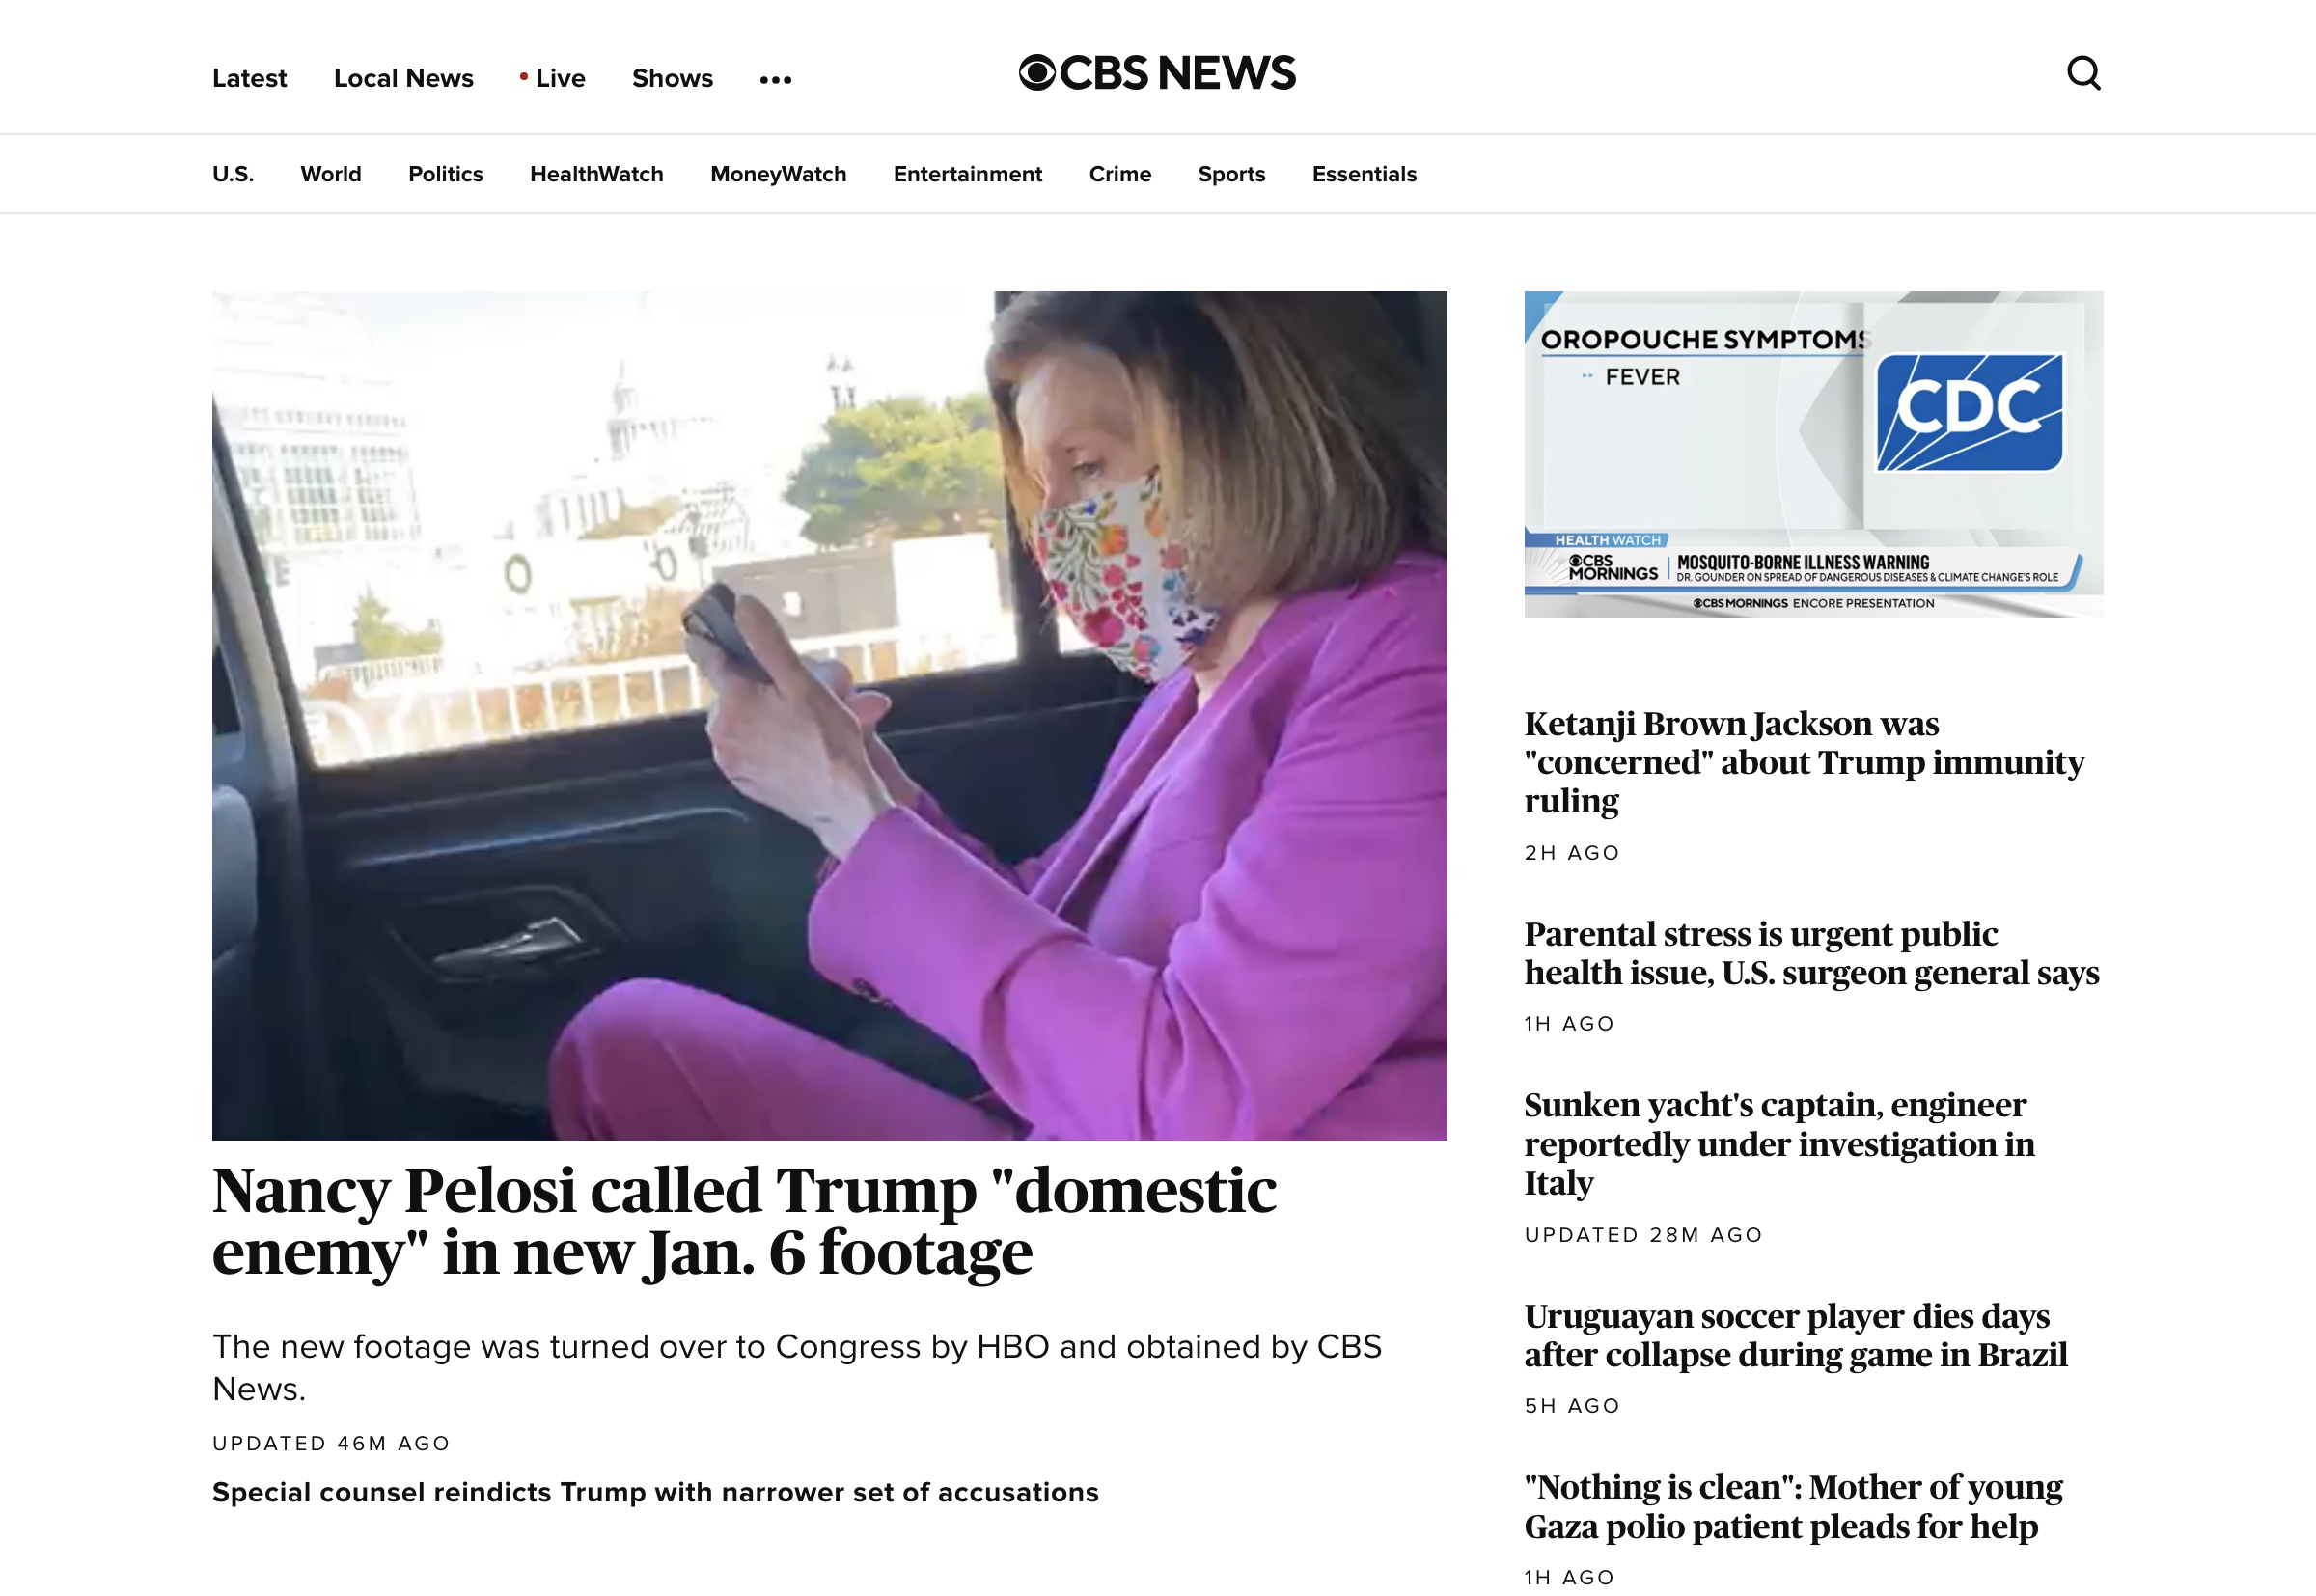 Latest
Local News
Live
Shows
CBS NEWS
U.S.
World
Politics
HealthWatch
MoneyWatch
Entertainment
Crime
Sports
Essentials
OROPOUCHE SYMPTOMS
FEVER
CDC
HEALTH WATCH
CBS MORNINGS
MOSQUITO-BORNE ILLNESS WARNING
DR. GOUNDER ON SPREAD OF DANGEROUS DISEASES & CLIMATE CHANGE'S ROLE
CBS MORNINGS ENCORE PRESENTATION
Nancy Pelosi called Trump "domestic
enemy" in new Jan. 6 footage
The new footage was turned over to Congress by HBO and obtained by CBS
News.
UPDATED 46M AGO
Special counsel reindicts Trump with narrower set of accusations
Ketanji Brown Jackson was
"concerned" about Trump immunity
ruling
2H AGO
Parental stress is urgent public
health issue, U.S. surgeon general says
1H AGO
Sunken yacht's captain, engineer
reportedly under investigation in
Italy
UPDATED 28M AGO
Uruguayan soccer player dies days
after collapse during game in Brazil
5H AGO
"Nothing is clean": Mother of young
Gaza polio patient pleads for help
1H AGO